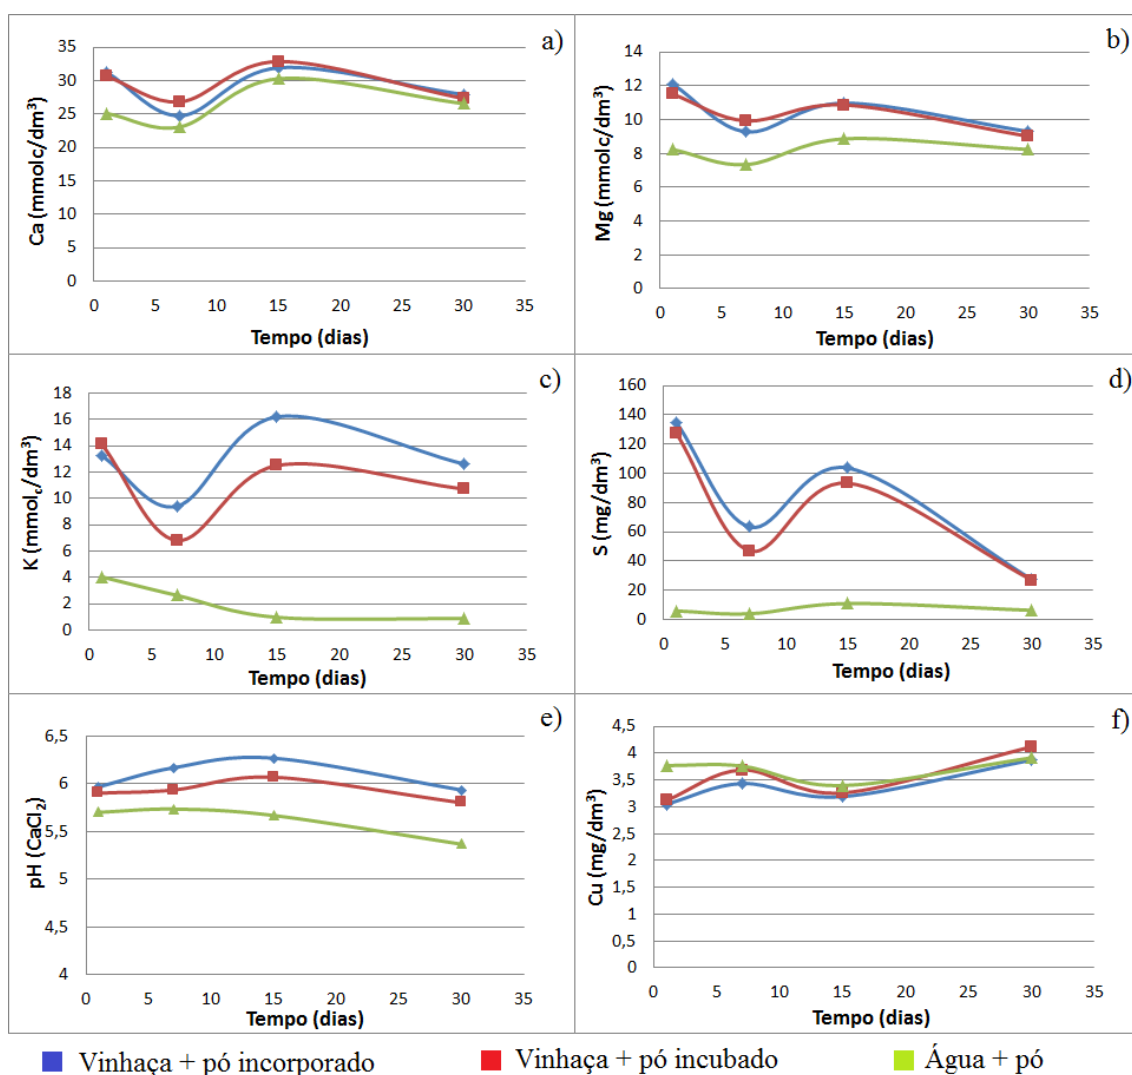 a)
Ca (mmolc/dm³)
35
30
25
20
15
10
5
0
0 5 10 15 20 25 30 35
Tempo (dias)
b)
Mg (mmolc/dm³)
14
12
10
8
6
4
2
0
0 5 10 15 20 25 30 35
Tempo (dias)
c)
K (mmol꜀/dm³)
18
16
14
12
10
8
6
4
2
0
0 5 10 15 20 25 30 35
Tempo (dias)
d)
S (mg/dm³)
160
140
120
100
80
60
40
20
0
0 5 10 15 20 25 30 35
Tempo (dias)
e)
pH (CaCl₂)
6,5
6
5,5
5
4,5
4
0 5 10 15 20 25 30 35
Tempo (dias)
f)
Cu (mg/dm³)
4,5
4
3,5
3
2,5
2
1,5
1
0,5
0
0 5 10 15 20 25 30 35
Tempo (dias)
Vinhaça + pó incorporado Vinhaça + pó incubado Água + pó